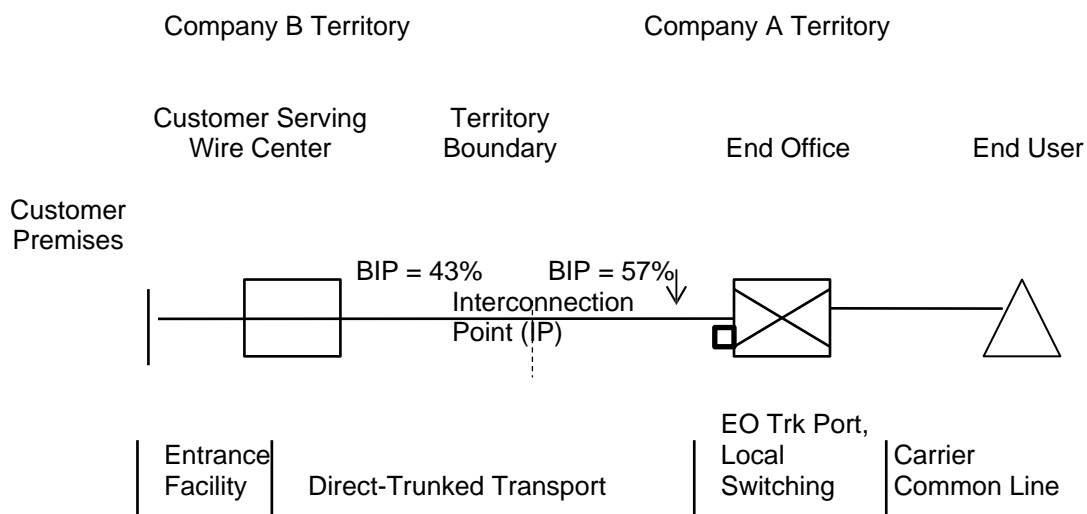 Company B Territory
Company A Territory
Customer Serving
Wire Center
Territory
Boundary
End Office
End User
Customer
Premises
BIP = 43%
BIP = 57%
Interconnection
Point (IP)
Entrance
Facility
Direct-Trunked Transport
EO Trk Port,
Local
Switching
Carrier
Common Line